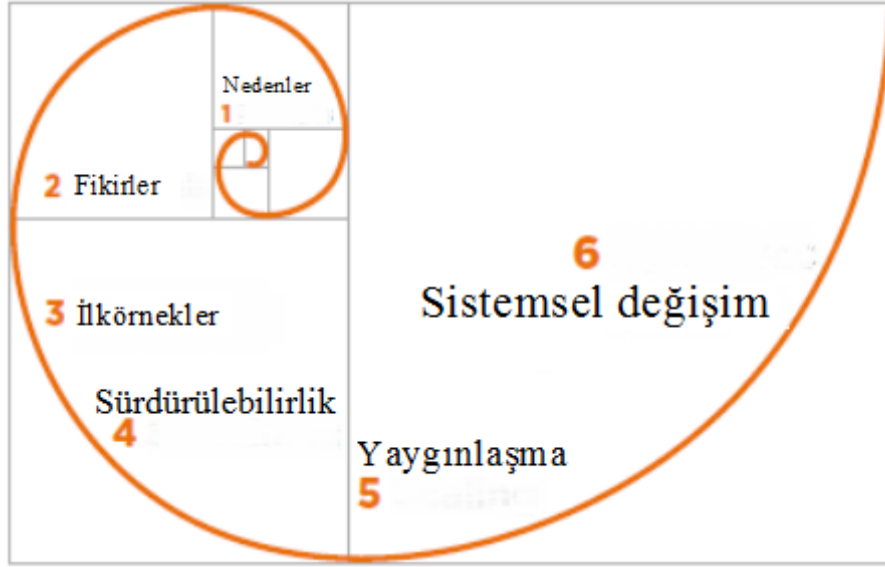 Nedenler
1
2 Fikirler
3 İlkörnekler
Sürdürülebilirlik
4
Yaygınlaşma
5
6
Sistemsel değişim